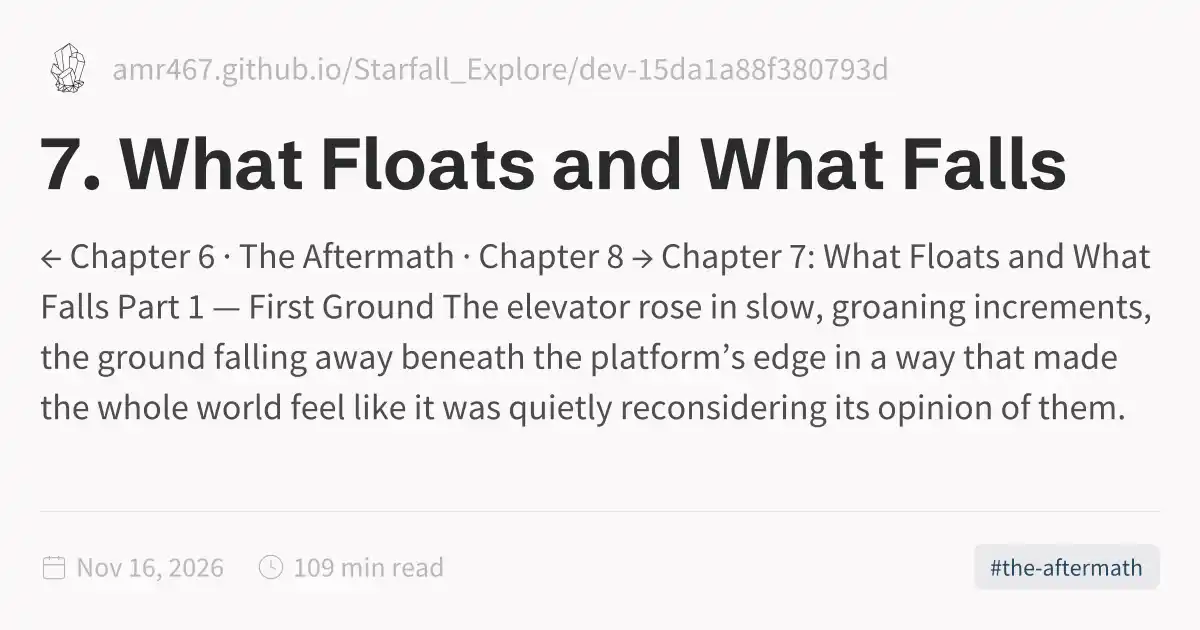 amr467.github.io/Starfall_Explore/dev-15da1a88f380793d
7. What Floats and What Falls
← Chapter 6 · The Aftermath · Chapter 8 → Chapter 7: What Floats and What
Falls Part 1 — First Ground The elevator rose in slow, groaning increments,
the ground falling away beneath the platform’s edge in a way that made
the whole world feel like it was quietly reconsidering its opinion of them.
Nov 16, 2026
109 min read
#the-aftermath